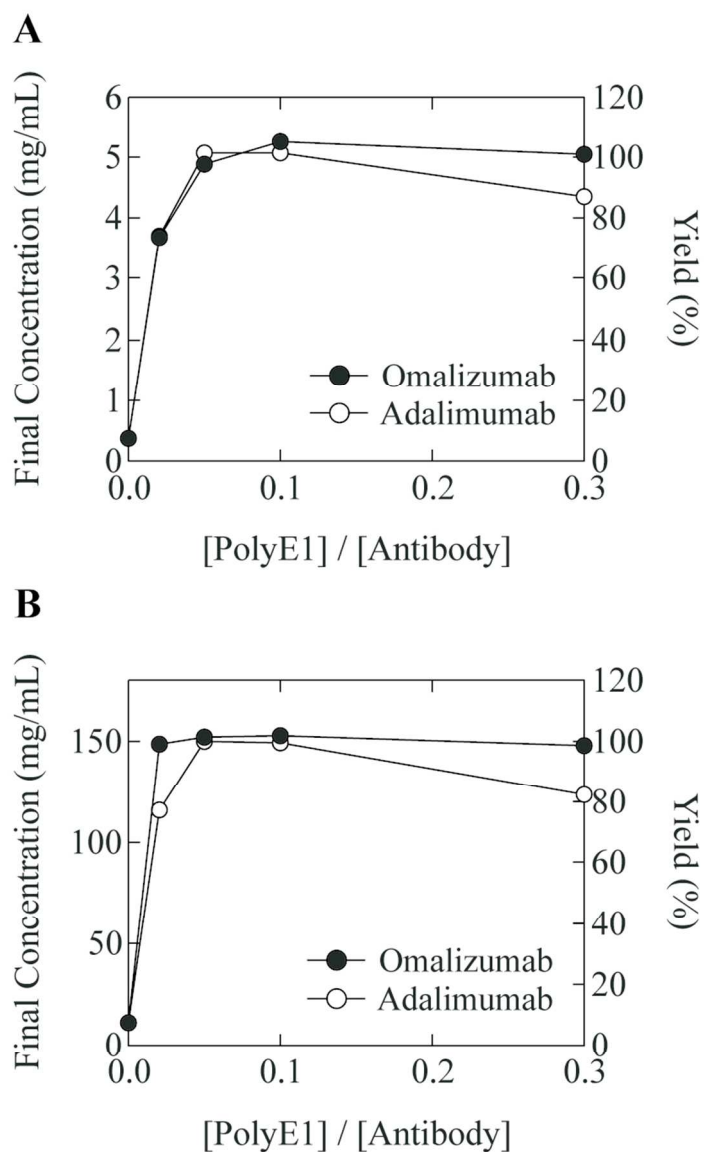 A
Final Concentration (mg/mL)
6
5
4
3
2
1
0
120
100
80
60
40
20
0
Yield (%)
Omalizumab
Adalimumab
0.0
0.1
0.2
0.3
[PolyE1] / [Antibody]
B
Final Concentration (mg/mL)
150
100
50
0
120
100
80
60
40
20
0
Yield (%)
Omalizumab
Adalimumab
0.0
0.1
0.2
0.3
[PolyE1] / [Antibody]